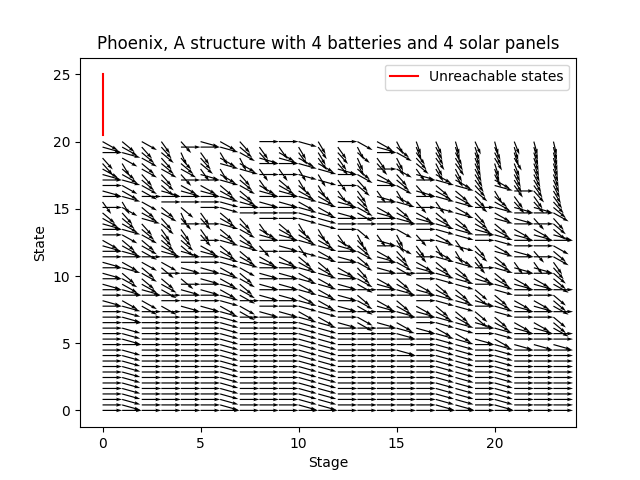 Phoenix, A structure with 4 batteries and 4 solar panels
Unreachable states
25
20
15
10
5
0
State
0 5 10 15 20
Stage